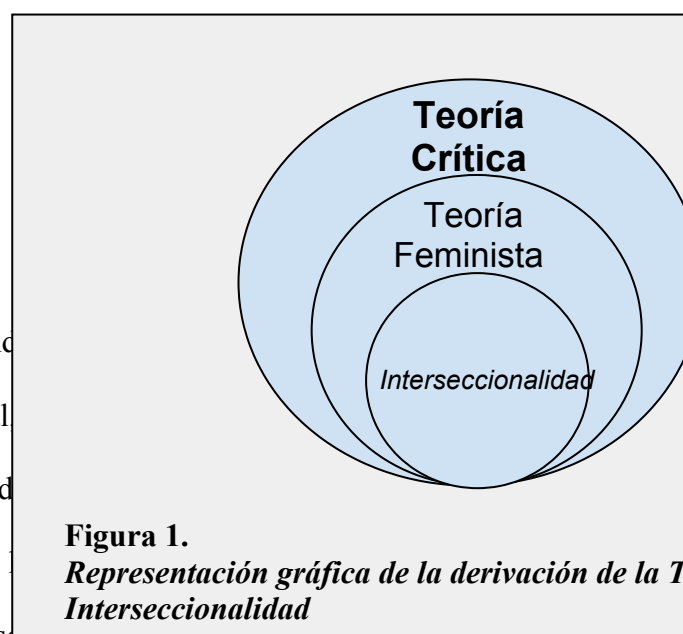 Teoría
Crítica
Teoría
Feminista
Interseccionalidad
Figura 1.
Representación gráfica de la derivación de la
Interseccionalidad